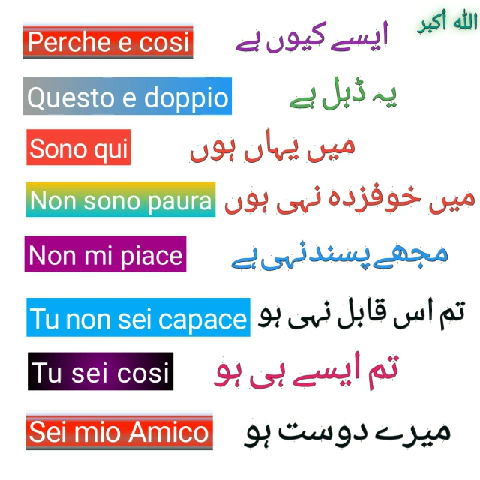 الله أكبر
Perche e cosi ایسے کیوں ہے
Questo e doppio یہ ڈبل ہے
Sono qui میں یہاں ہوں
Non sono paura میں خوفزدہ نہی ہوں
Non mi piace مجھے پسند نہی ہے
Tu non sei capace تم اس قابل نہی ہو
Tu sei cosi تم ایسے ہی ہو
Sei mio Amico میرے دوست ہو